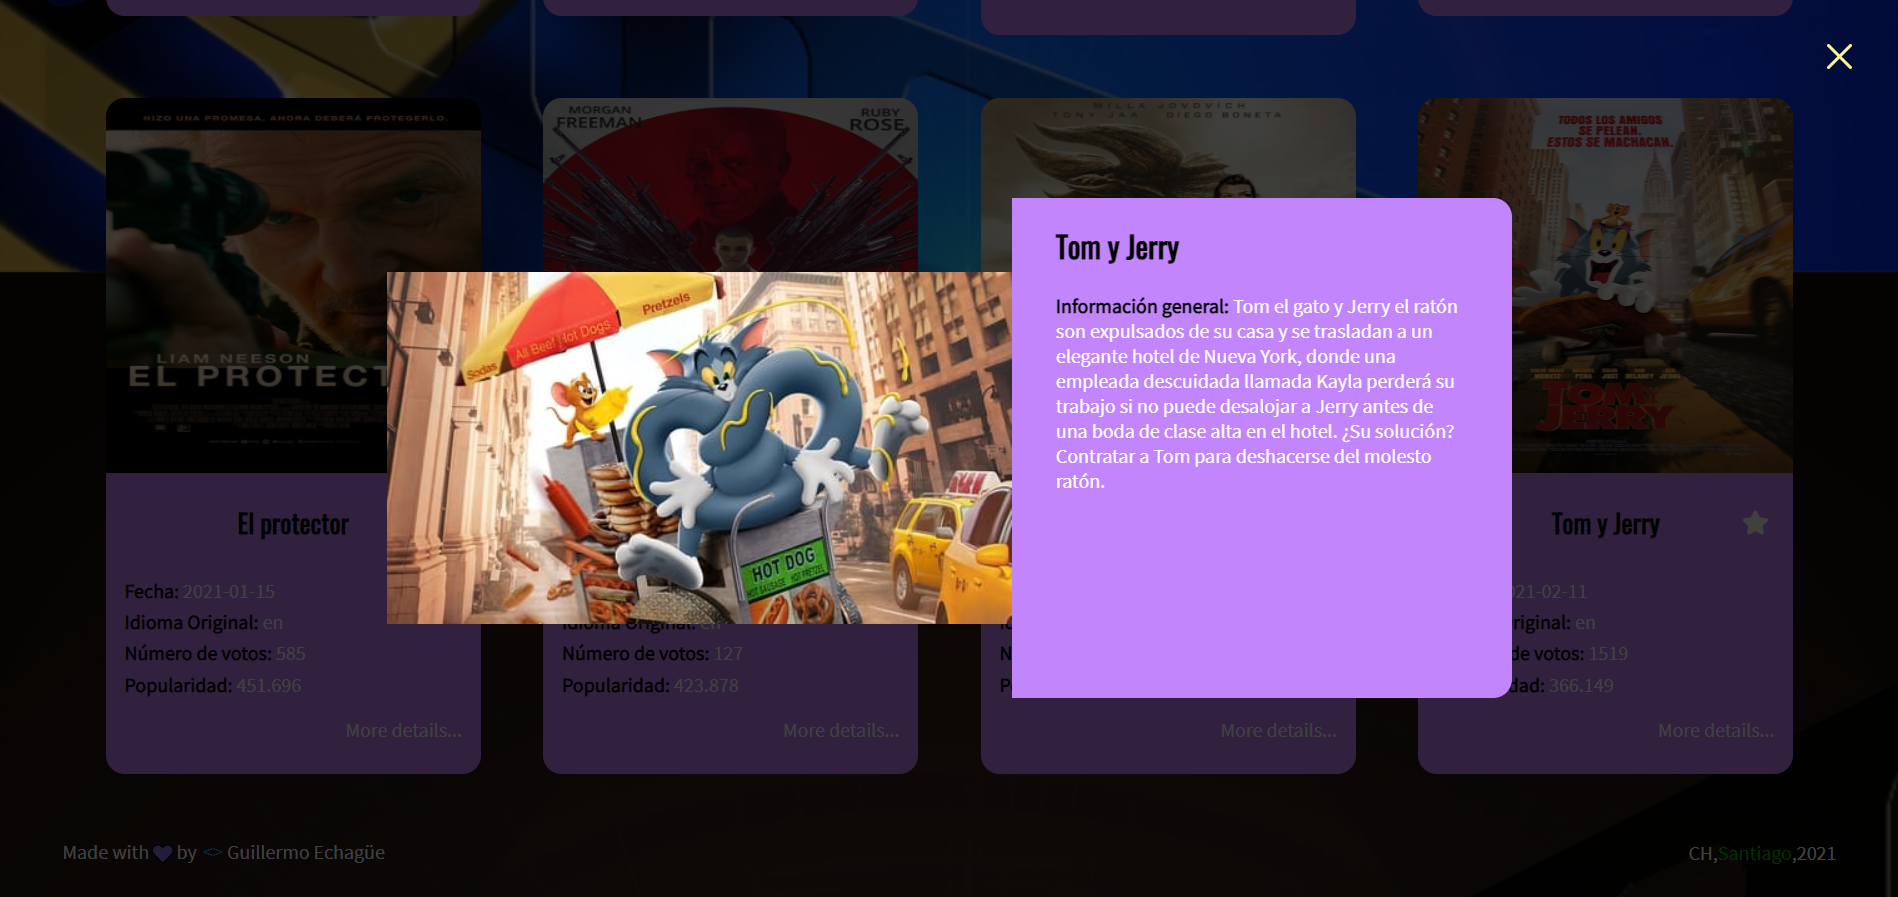 HIZO UNA PROMESA. AHORA DEBERÁ PROTEGERLO.
LIAM NEESON
EL PROTECT
El protector
Fecha: 2021-01-15
Idioma Original: en
Número de votos: 585
Popularidad: 451.696
More details...
MORGAN
FREEMAN
RUBY
ROSE
Idioma Original: en
Número de votos: 127
Popularidad: 423.878
More details...
MILLA JOVOVICH
TONY JAA DIEGO BONETA
More details...
Pretzels
All Beef Hot Dogs
Sodas
HOT DOG
HOT SAUSAGE HOT PRETZEL
TAXI
Tom y Jerry
Información general: Tom el gato y Jerry el ratón
son expulsados de su casa y se trasladan a un
elegante hotel de Nueva York, donde una
empleada descuidada llamada Kayla perderá su
trabajo si no puede desalojar a Jerry antes de
una boda de clase alta en el hotel. ¿Su solución?
Contratar a Tom para deshacerse del molesto
ratón.
TODOS LOS AMIGOS
SE PELEAN.
ESTOS SE MACHACAN.
TOM Y
JERRY
Tom y Jerry
21-02-11
riginal: en
de votos: 1519
dad: 366.149
More details...
Made with by <> Guillermo Echagüe
CH,Santiago,2021